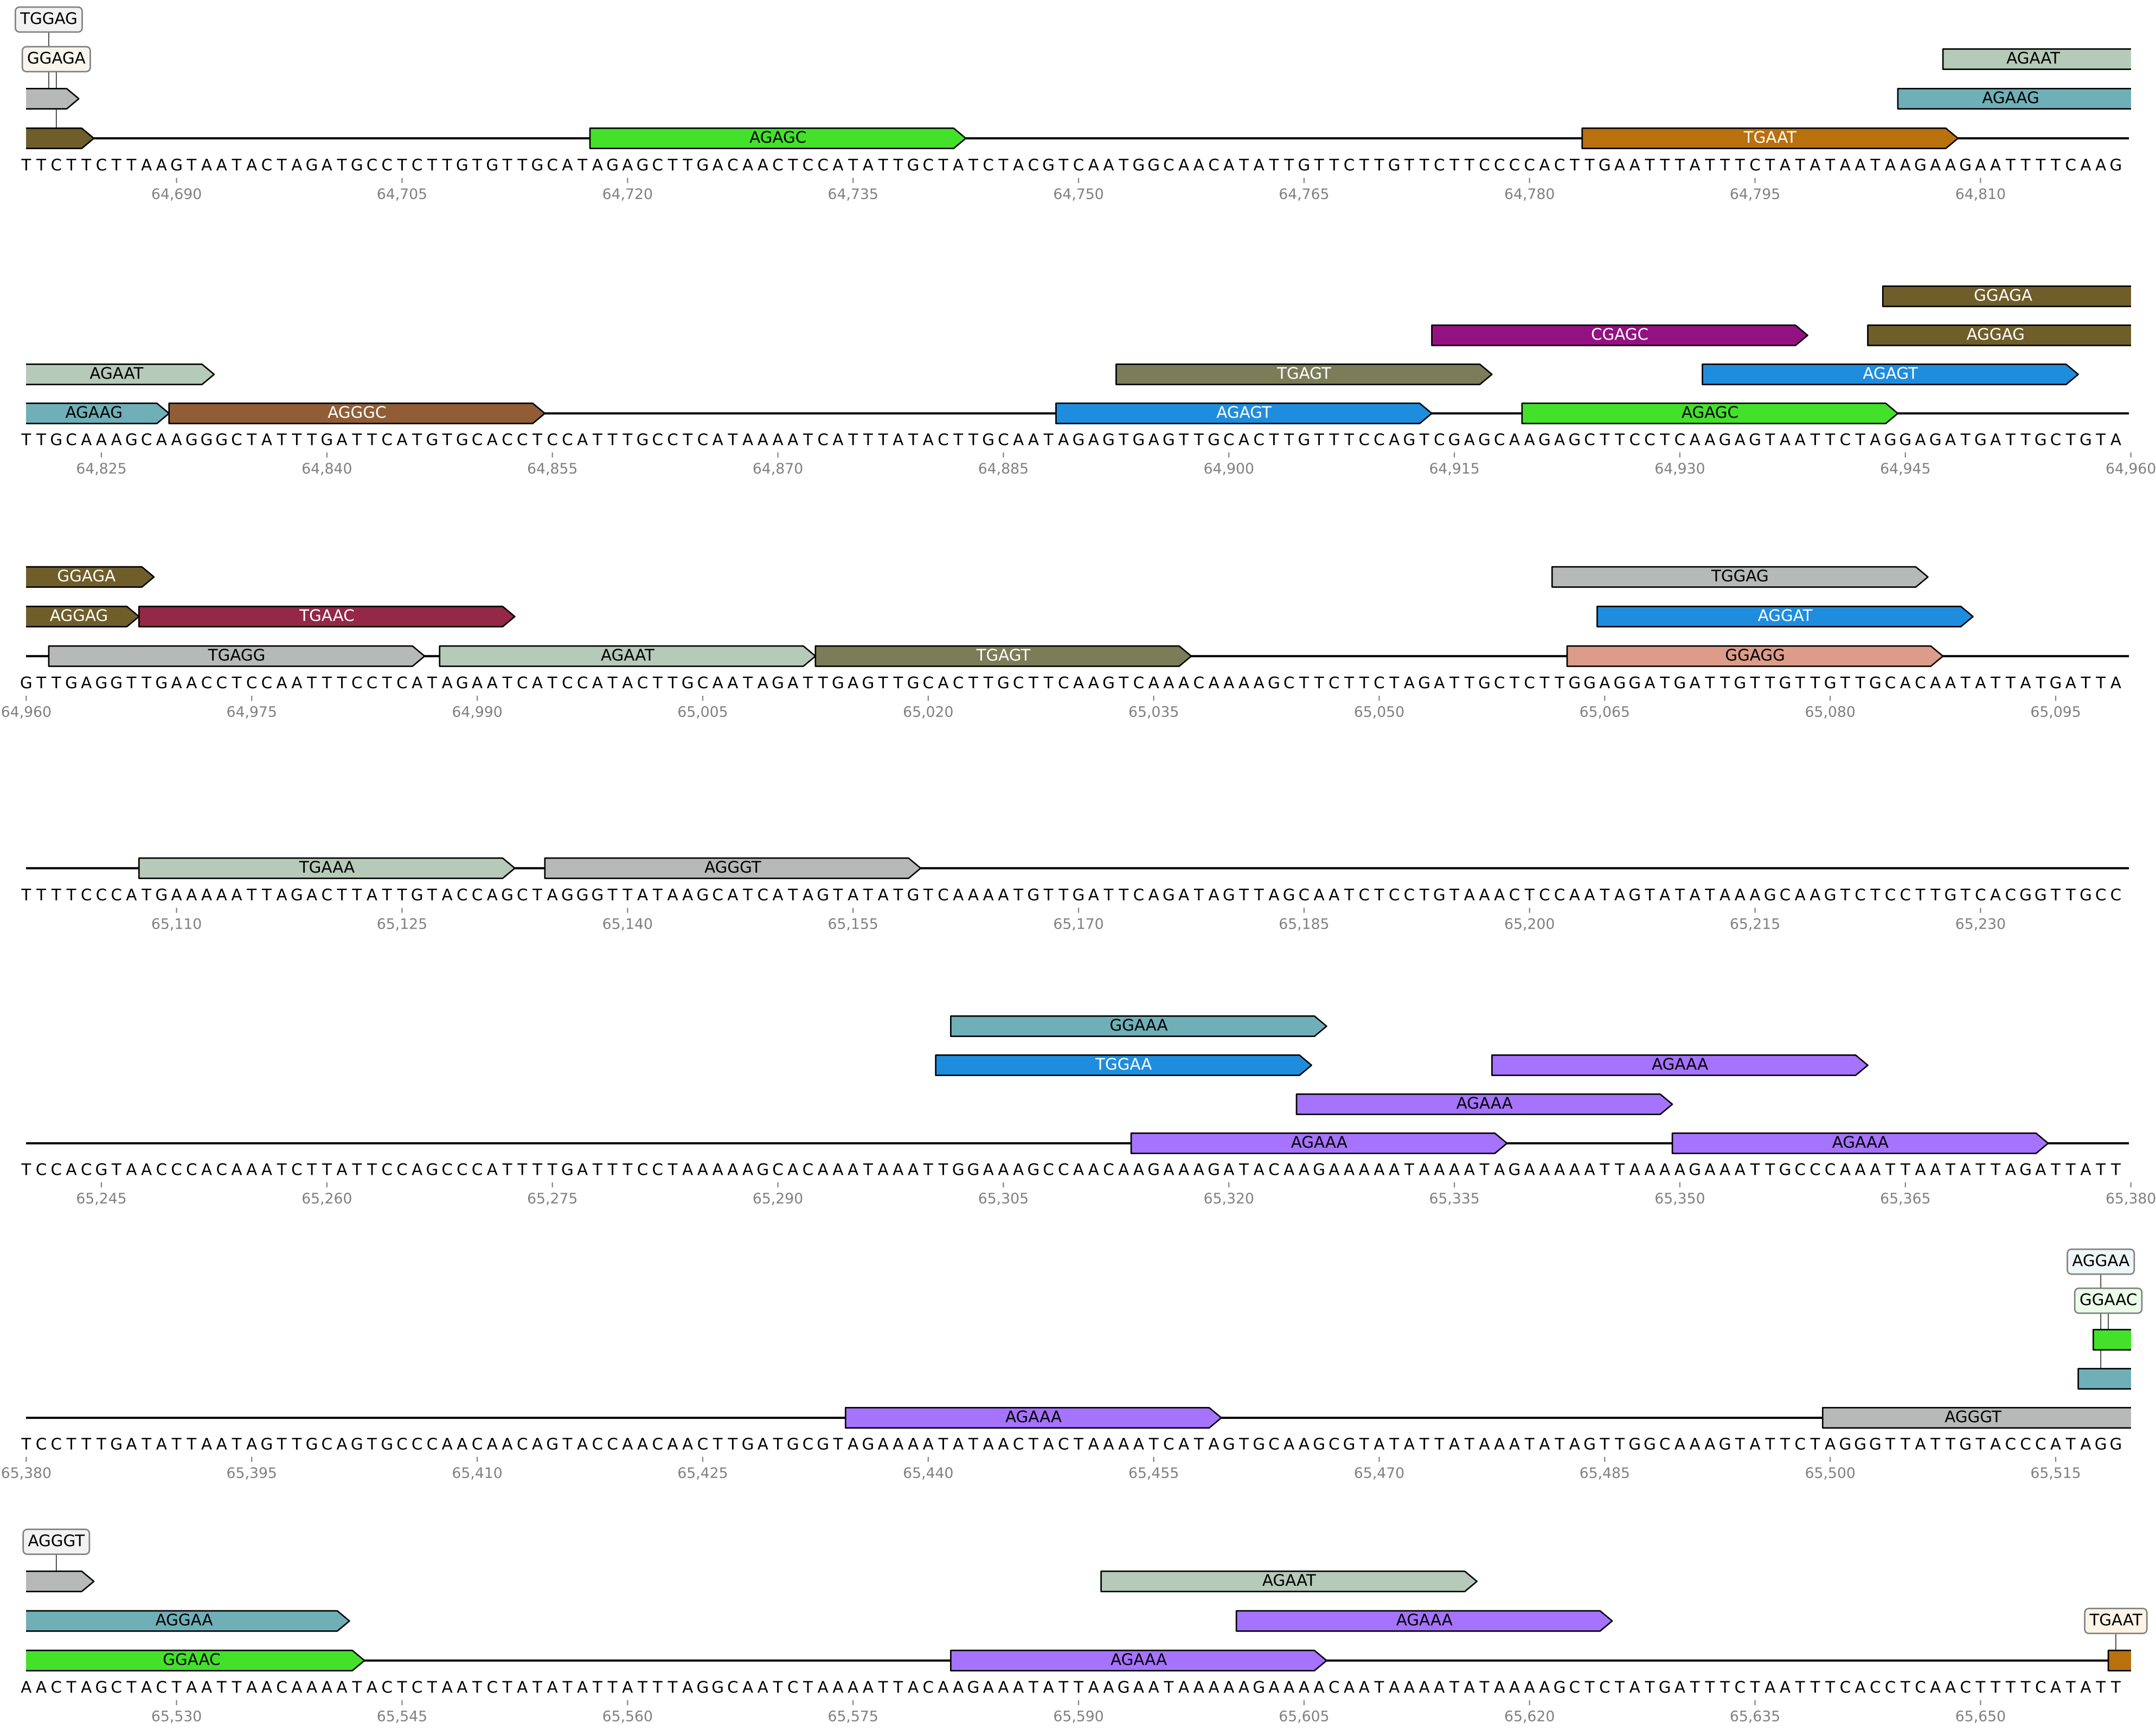 TGGAG
GGAGA
AGAAT
AGAAG
AGAGC TGAAT
TTCTTCTTAAGTAATACTAGATGCCTCTTGTGTTGCATAGAGCTTGACAACTCCATATTGCTATCTACGTCAATGGCAACATATTGTTCTTGTTCTTCCCCACTTGAATTTATTTCTATATAATAAGAAGAATTTTCAAG
64,690 64,705 64,720 64,735 64,750 64,765 64,780 64,795 64,810
GGAGA
CGAGC AGGAG
AGAAT TGAGT AGAGT
AGAAG AGGGC AGAGT AGAGC
TTGCAAAGCAAGGGCTATTTGATTCATGTGCACCTCCATTTGCCTCATAAAATCATTTATACTTGCAATAGAGTGAGTTGCACTTGTTTCCAGTCGAGCAAGAGCTTCCTCAAGAGTAATTCTAGGAGATGATTGCTGTA
64,825 64,840 64,855 64,870 64,885 64,900 64,915 64,930 64,945 64,960
GGAGA TGGAG
AGGAG TGAAC AGGAT
TGAGG AGAAT TGAGT GGAGG
GTTGAGGTTGAACCTCCAATTTCCTCATAGAATCATCCATACTTGCAATAGATTGAGTTGCACTTGCTTCAAGTCAAACAAAAGCTTCTTCTAGATTGCTCTTGGAGGATGATTGTTGTTGTTGCACAATATTATGATTA
64,960 64,975 64,990 65,005 65,020 65,035 65,050 65,065 65,080 65,095
TGAAA AGGGT
TTTTCCCATGAAAAATTAGACTTATTGTACCAGCTAGGGTTATAAGCATCATAGTATATGTCAAAATGTTGATTCAGATAGTTAGCAATCTCCTGTAAACTCCAATAGTATATAAAGCAAGTCTCCTTGTCACGGTTGCC
65,110 65,125 65,140 65,155 65,170 65,185 65,200 65,215 65,230
GGAAA
TGGAA AGAAA
AGAAA
AGAAA AGAAA
TCCACGTAACCCACAAATCTTATTCCAGCCCATTTTGATTTCCTAAAAAGCACAAATAAATTGGAAAGCCAACAAGAAAGATACAAGAAAAATAAAATAGAAAAATTAAAAGAAATTGCCCAAATTAATATTAGATTATT
65,245 65,260 65,275 65,290 65,305 65,320 65,335 65,350 65,365 65,380
AGGAA
GGAAC
AGAAA AGGGT
TCCTTTGATATTAATAGTTGCAGTGCCCAACAACAGTACCAACAACTTGATGCGTAGAAAATATAACTACTAAAATCATAGTGCAAGCGTATATTATAAATATAGTTGGCAAAGTATTCTAGGGTTATTGTACCCATAGG
65,380 65,395 65,410 65,425 65,440 65,455 65,470 65,485 65,500 65,515
AGGGT
AGAAT
AGGAA AGAAA TGAAT
GGAAC AGAAA
AACTAGCTACTAATTAACAAAATACTCTAATCTATATATTATTTAGGCAATCTAAAATTACAAGAAATATTAAGAATAAAAAGAAAACAATAAAATATAAAAGCTCTATGATTTCTAATTTCACCTCAACTTTTCATATT
65,530 65,545 65,560 65,575 65,590 65,605 65,620 65,635 65,650